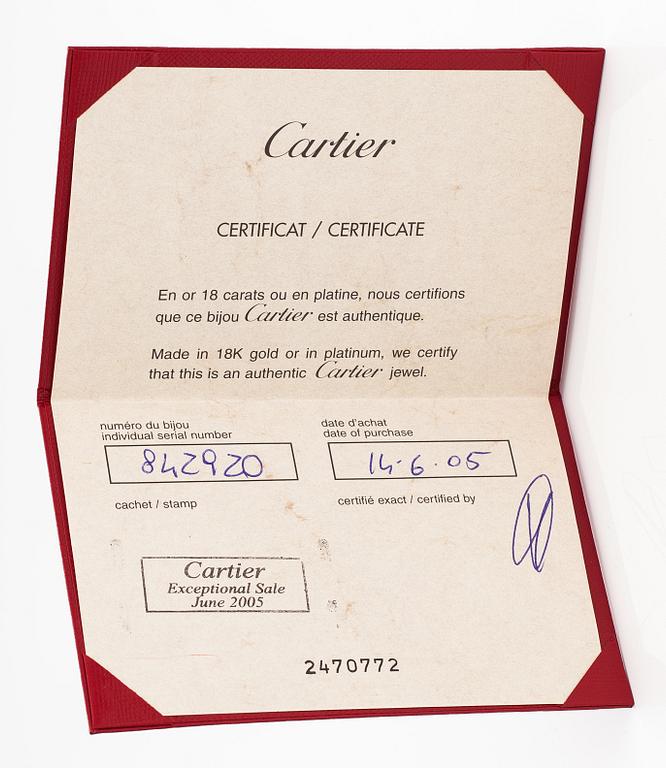 Cartier
CERTIFICAT / CERTIFICATE
En or 18 carats ou en platine, nous certifions
que ce bijou Cartier est authentique.
Made in 18K gold or in platinum, we certify
that this is an authentic Cartier jewel.
numéro du bijou
individual serial number
842920
date d'achat
date of purchase
14.6.05
cachet / stamp
certifié exact / certified by
Cartier
Exceptional Sale
June 2005
2470772